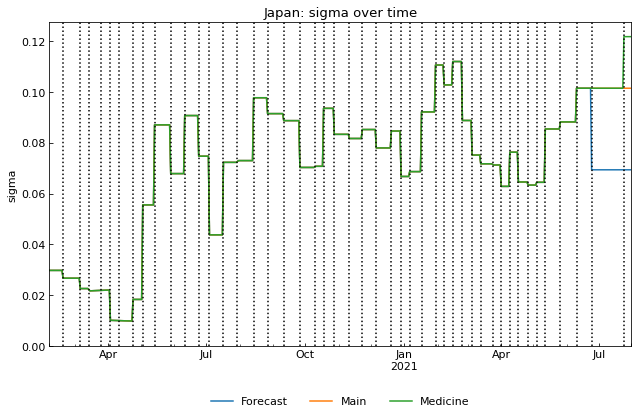 Japan: sigma over time
0.12
0.10
0.08
0.06
0.04
0.02
0.00
sigma
Apr Jul Oct Jan Apr Jul
2021
Forecast Main Medicine